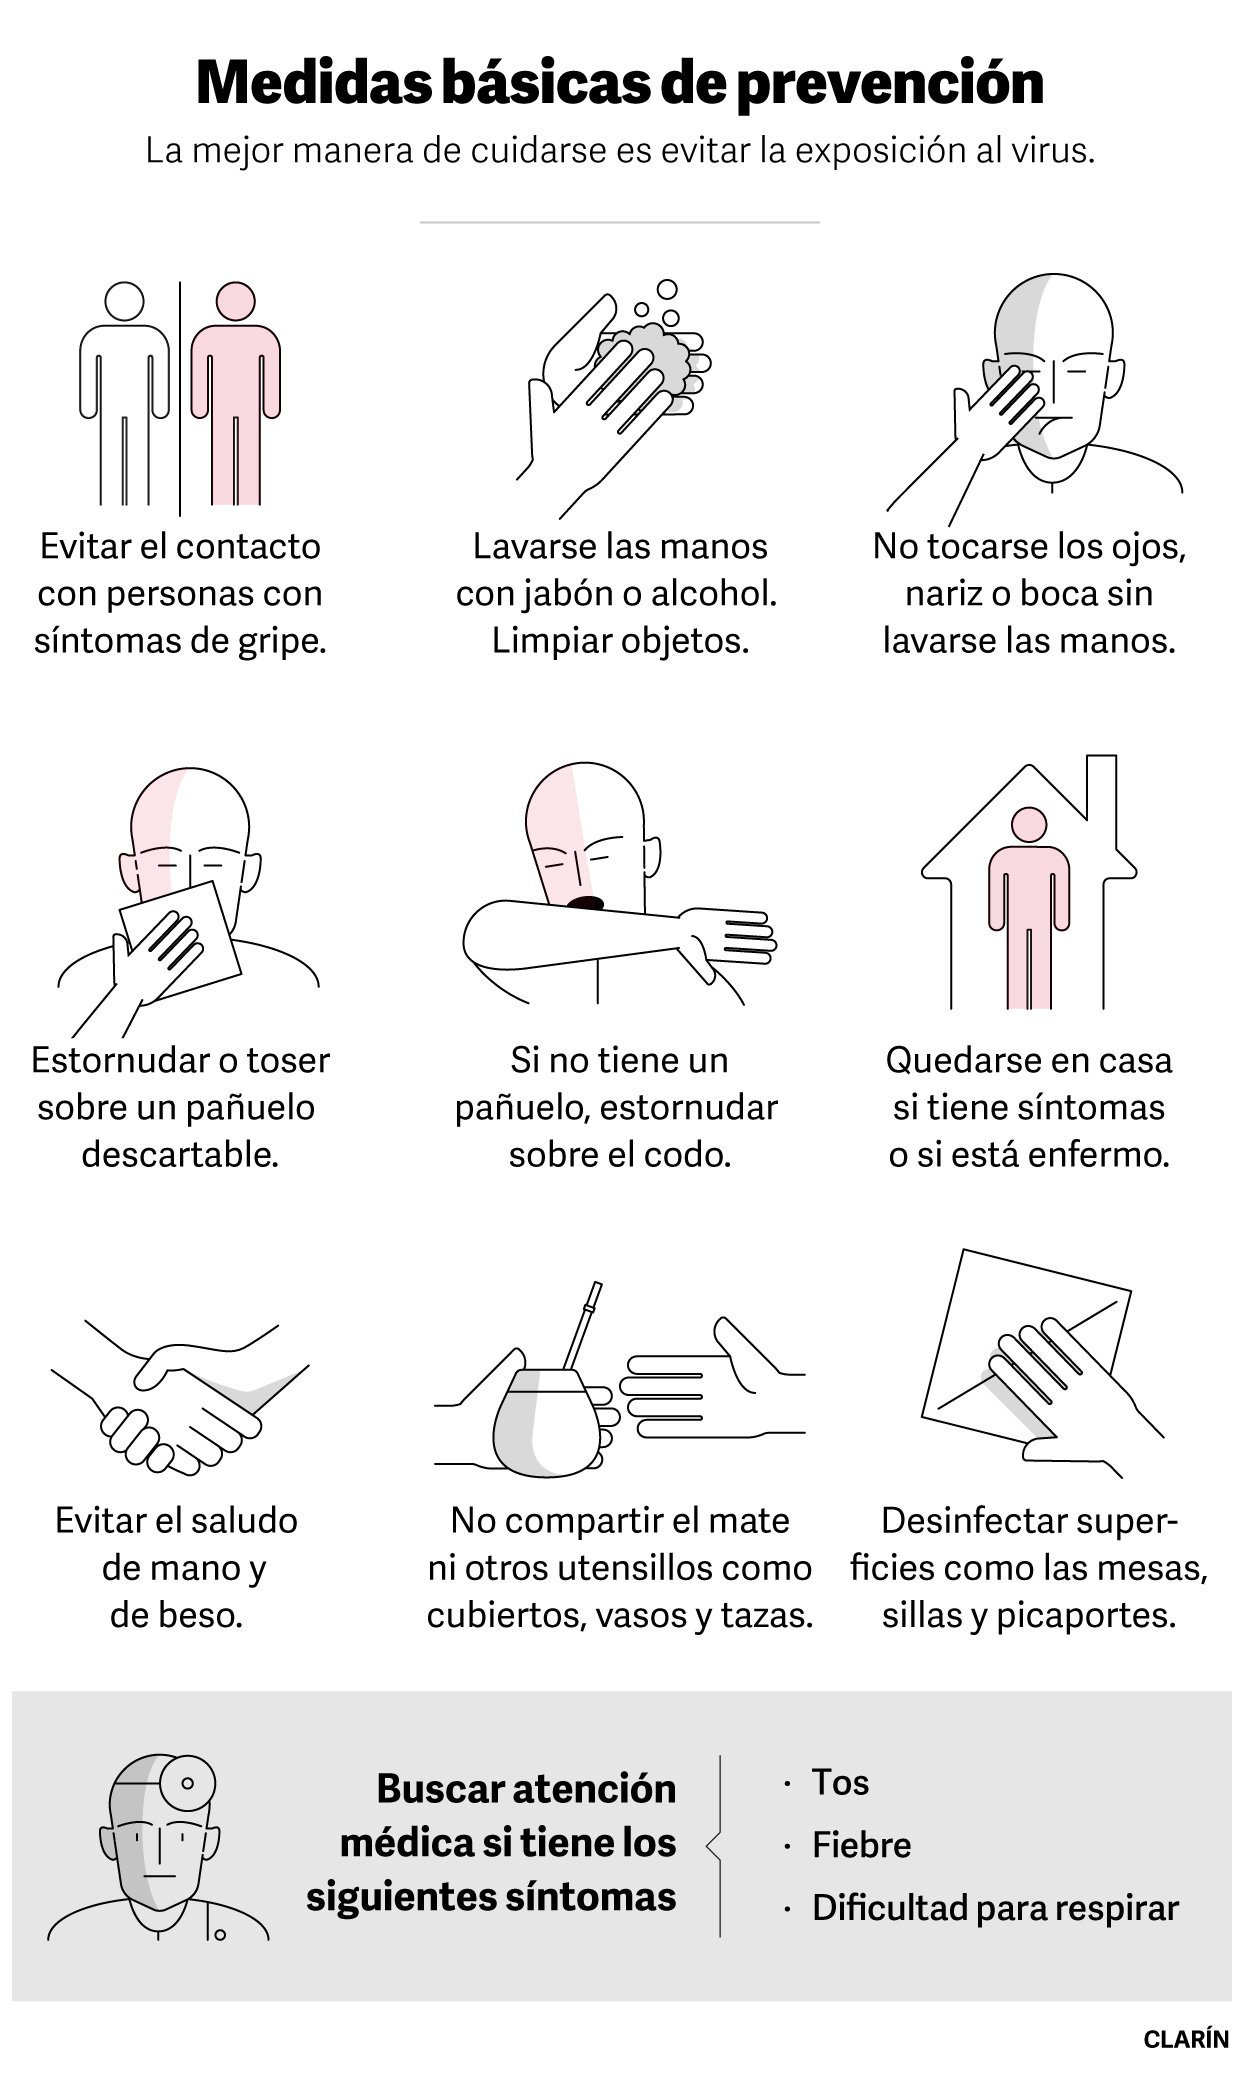 Medidas básicas de prevención
La mejor manera de cuidarse es evitar la exposición al virus.
Evitar el contacto
con personas con
síntomas de gripe.
Lavarse las manos
con jabón o alcohol.
Limpiar objetos.
No tocarse los ojos,
nariz o boca sin
lavarse las manos.
Estornudar o toser
sobre un pañuelo
descartable.
Si no tiene un
pañuelo, estornudar
sobre el codo.
Quedarse en casa
si tiene síntomas
o si está enfermo.
Evitar el saludo
de mano y
de beso.
No compartir el mate
ni otros utensillos como
cubiertos, vasos y tazas.
Desinfectar super-
ficies como las mesas,
sillas y picaportes.
Buscar atención
médica si tiene los
siguientes síntomas
· Tos
· Fiebre
· Dificultad para respirar
CLARÍN